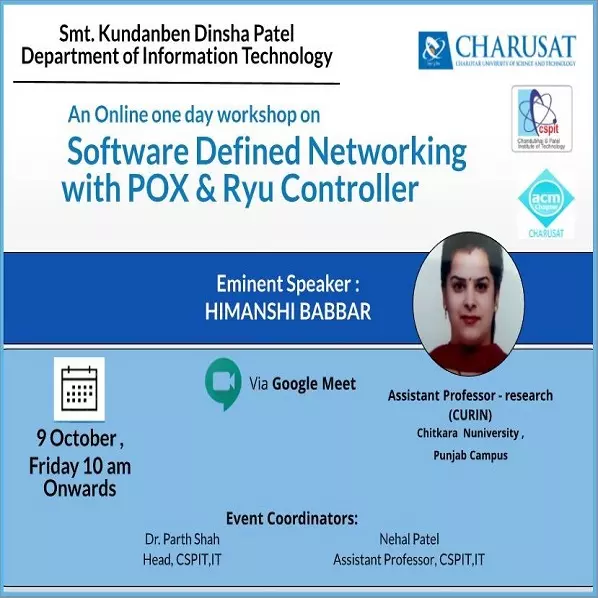 Smt. Kundanben Dinsha Patel
Department of Information Technology
CHARUSAT
CHAROTAR UNIVERSITY OF SCIENCE AND TECHNOLOGY
An Online one day workshop on
Software Defined Networking
with POX & Ryu Controller
cspit
Chandubhai S Patel
Institute of Technology
acm
Chapter
CHARUSAT
Eminent Speaker :
HIMANSHI BABBAR
Via Google Meet
Assistant Professor - research
(CURIN)
Chitkara Nuniversity ,
Punjab Campus
9 October ,
Friday 10 am
Onwards
Event Coordinators:
Dr. Parth Shah
Head, CSPIT,IT
Nehal Patel
Assistant Professor, CSPIT,IT